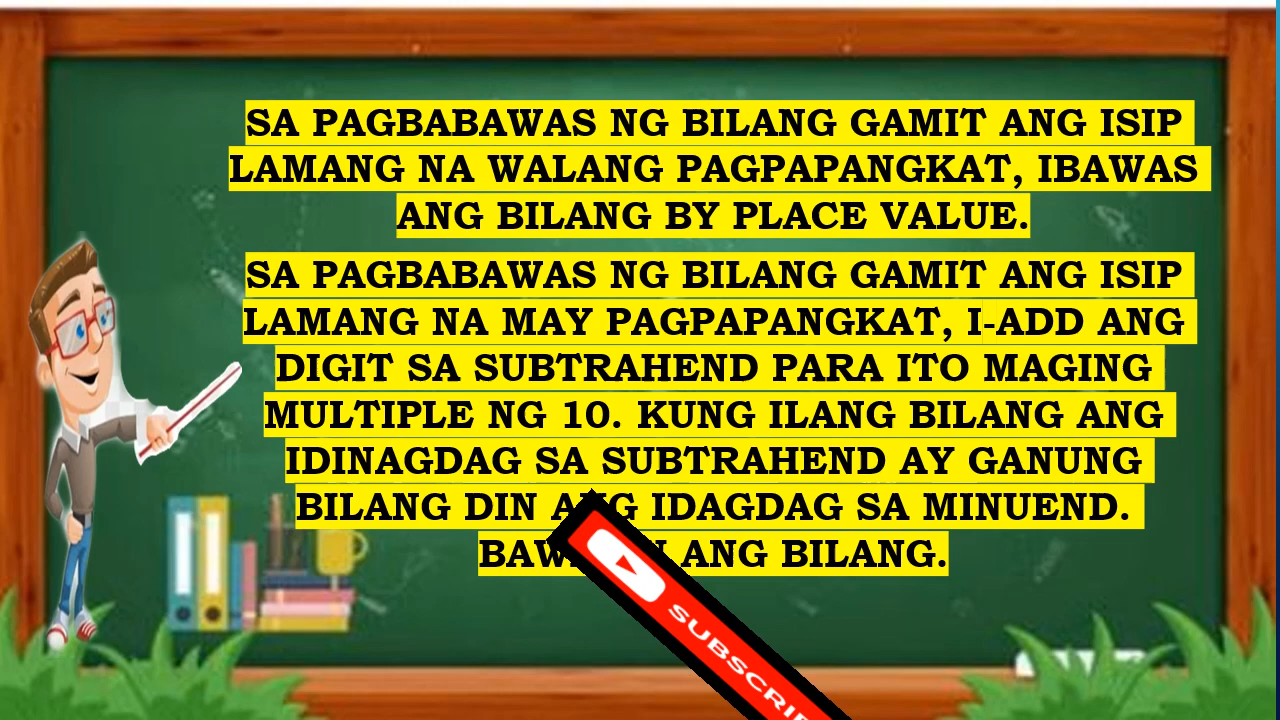 SA PAGBABAWAS NG BILANG GAMIT ANG ISIP
LAMANG NA WALANG PAGPAPANGKAT, IBAWAS
ANG BILANG BY PLACE VALUE.
SA PAGBABAWAS NG BILANG GAMIT ANG ISIP
LAMANG NA MAY PAGPAPANGKAT, I-ADD ANG
DIGIT SA SUBTRAHEND PARA ITO MAGING
MULTIPLE NG 10. KUNG ILANG BILANG ANG
IDINAGDAG SA SUBTRAHEND AY GANUNG
BILANG DIN ANG IDAGDAG SA MINUEND.
ANG BILANG.